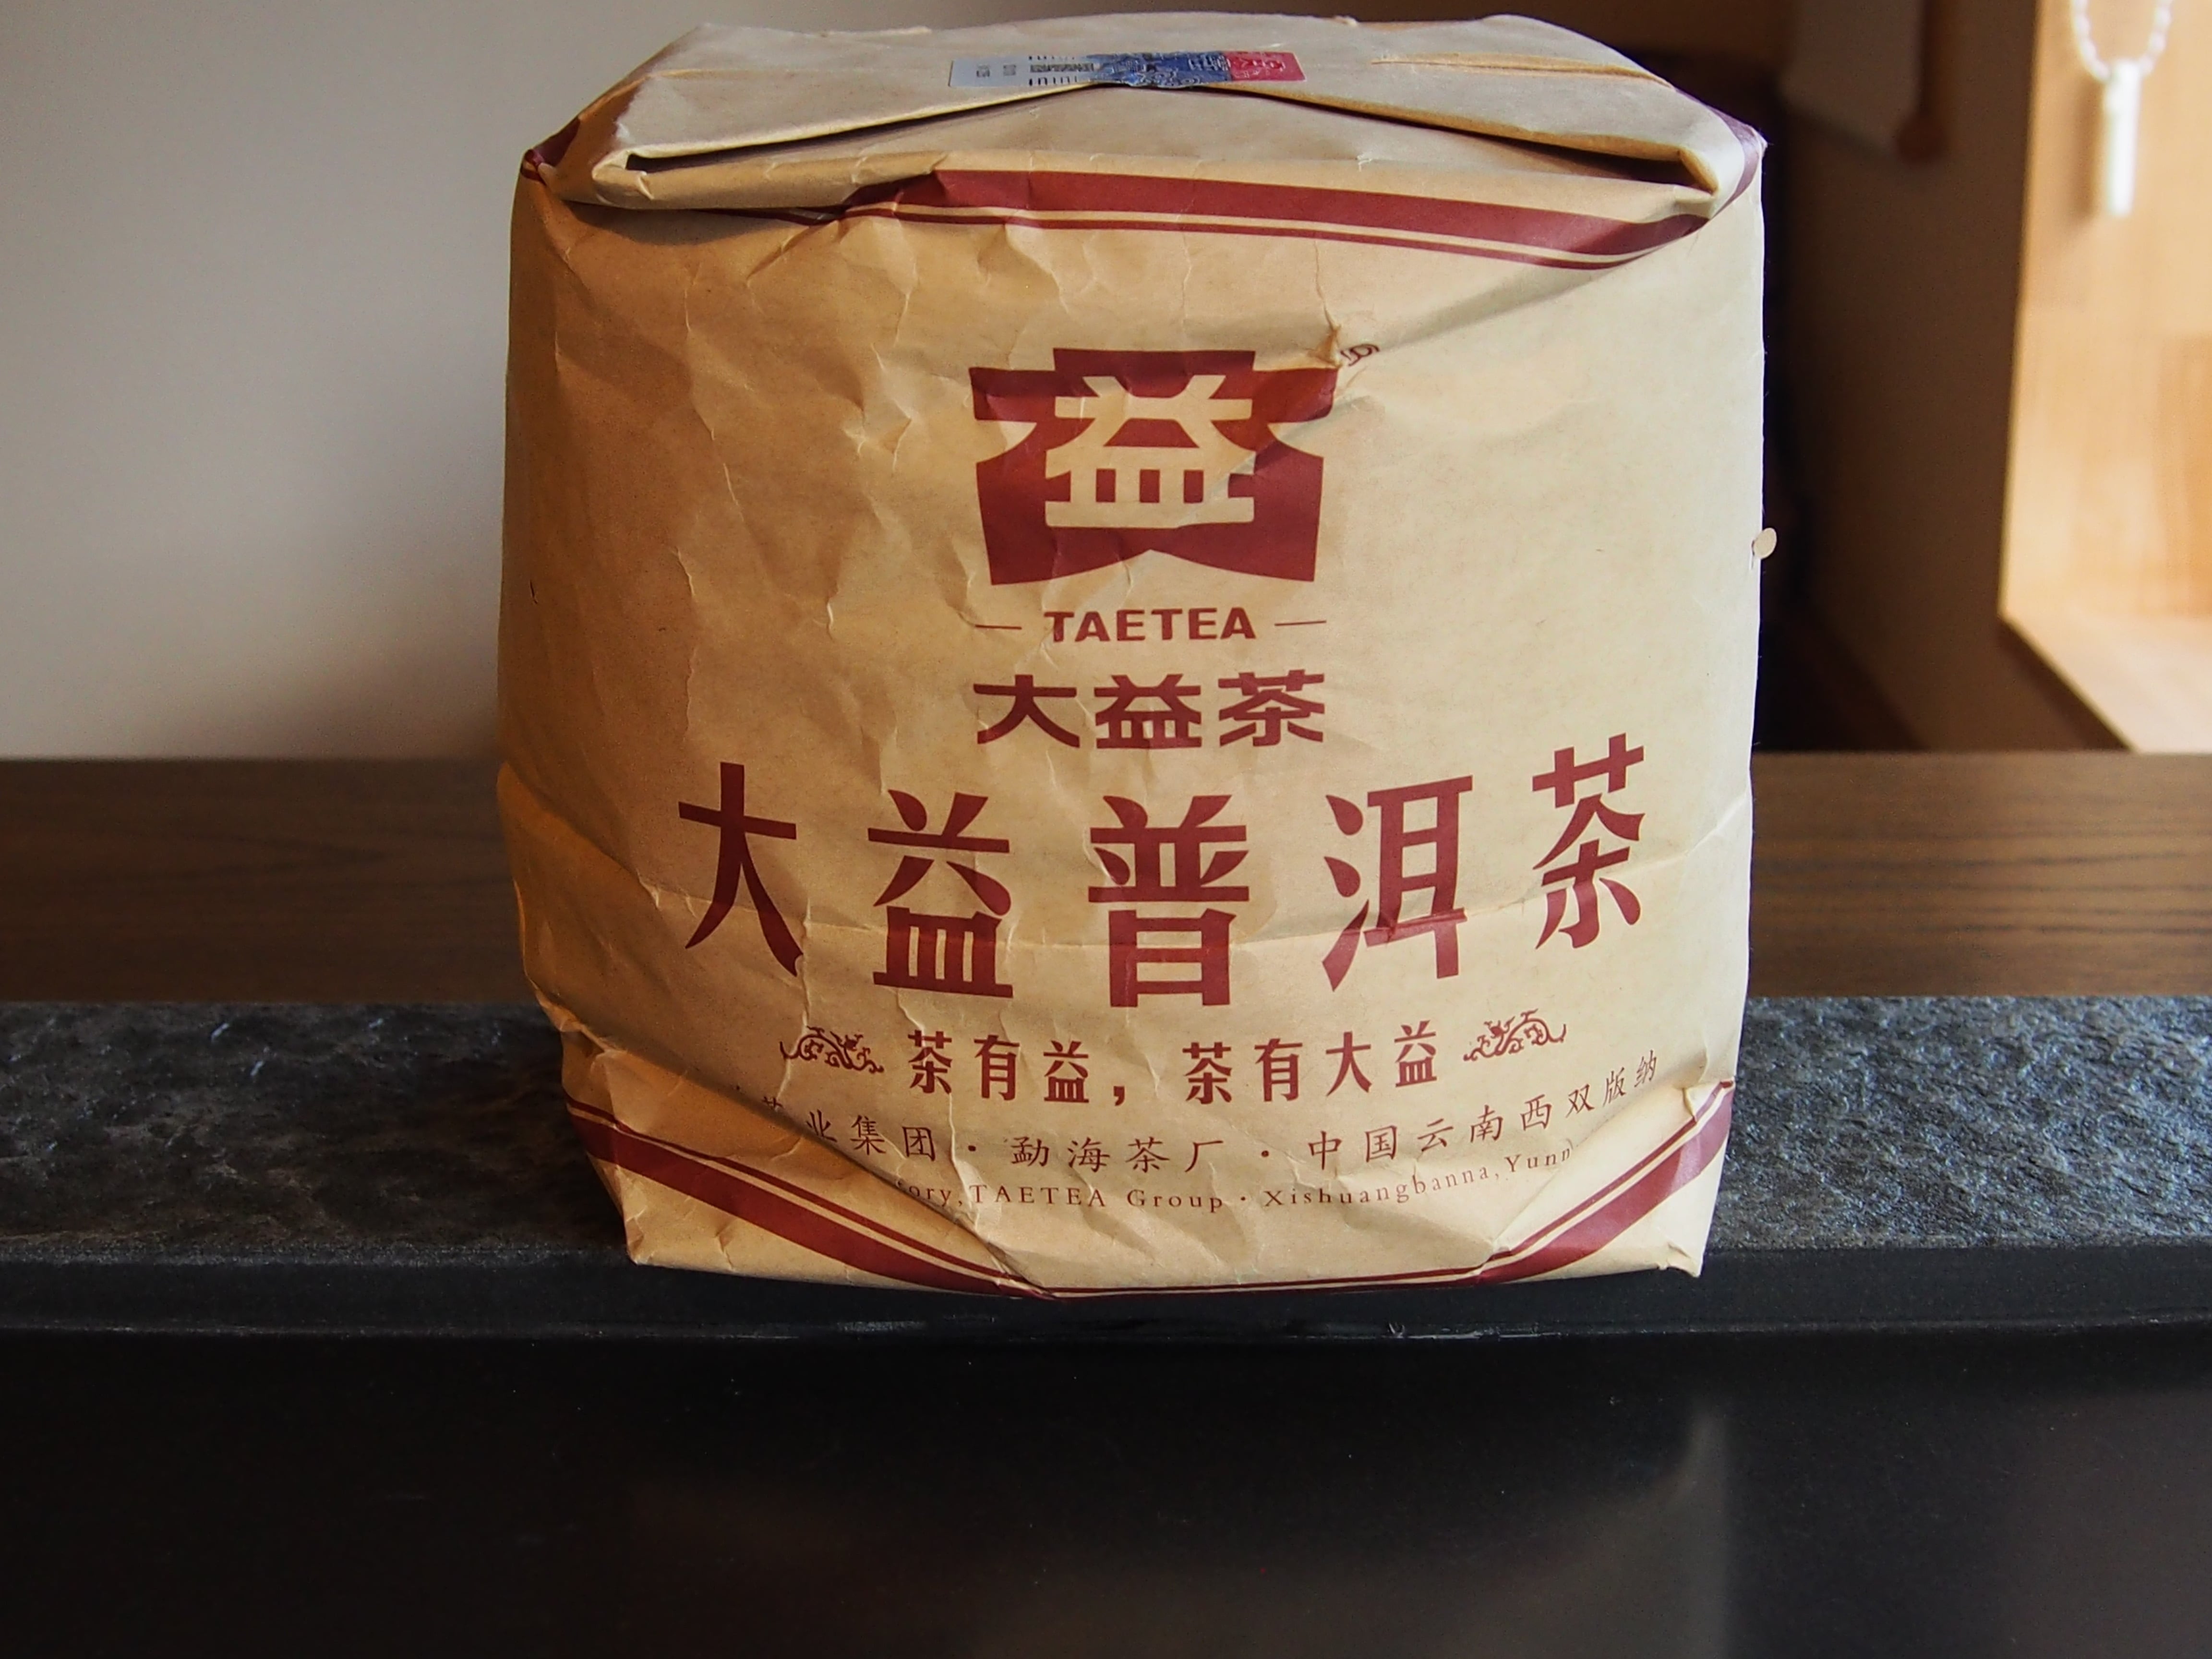 益
TAETEA
大益茶
大益普洱茶
茶有益，茶有大益
业集团·勐海茶厂·中国云南西双版纳
TAETEA Group·Xishuangbanna,